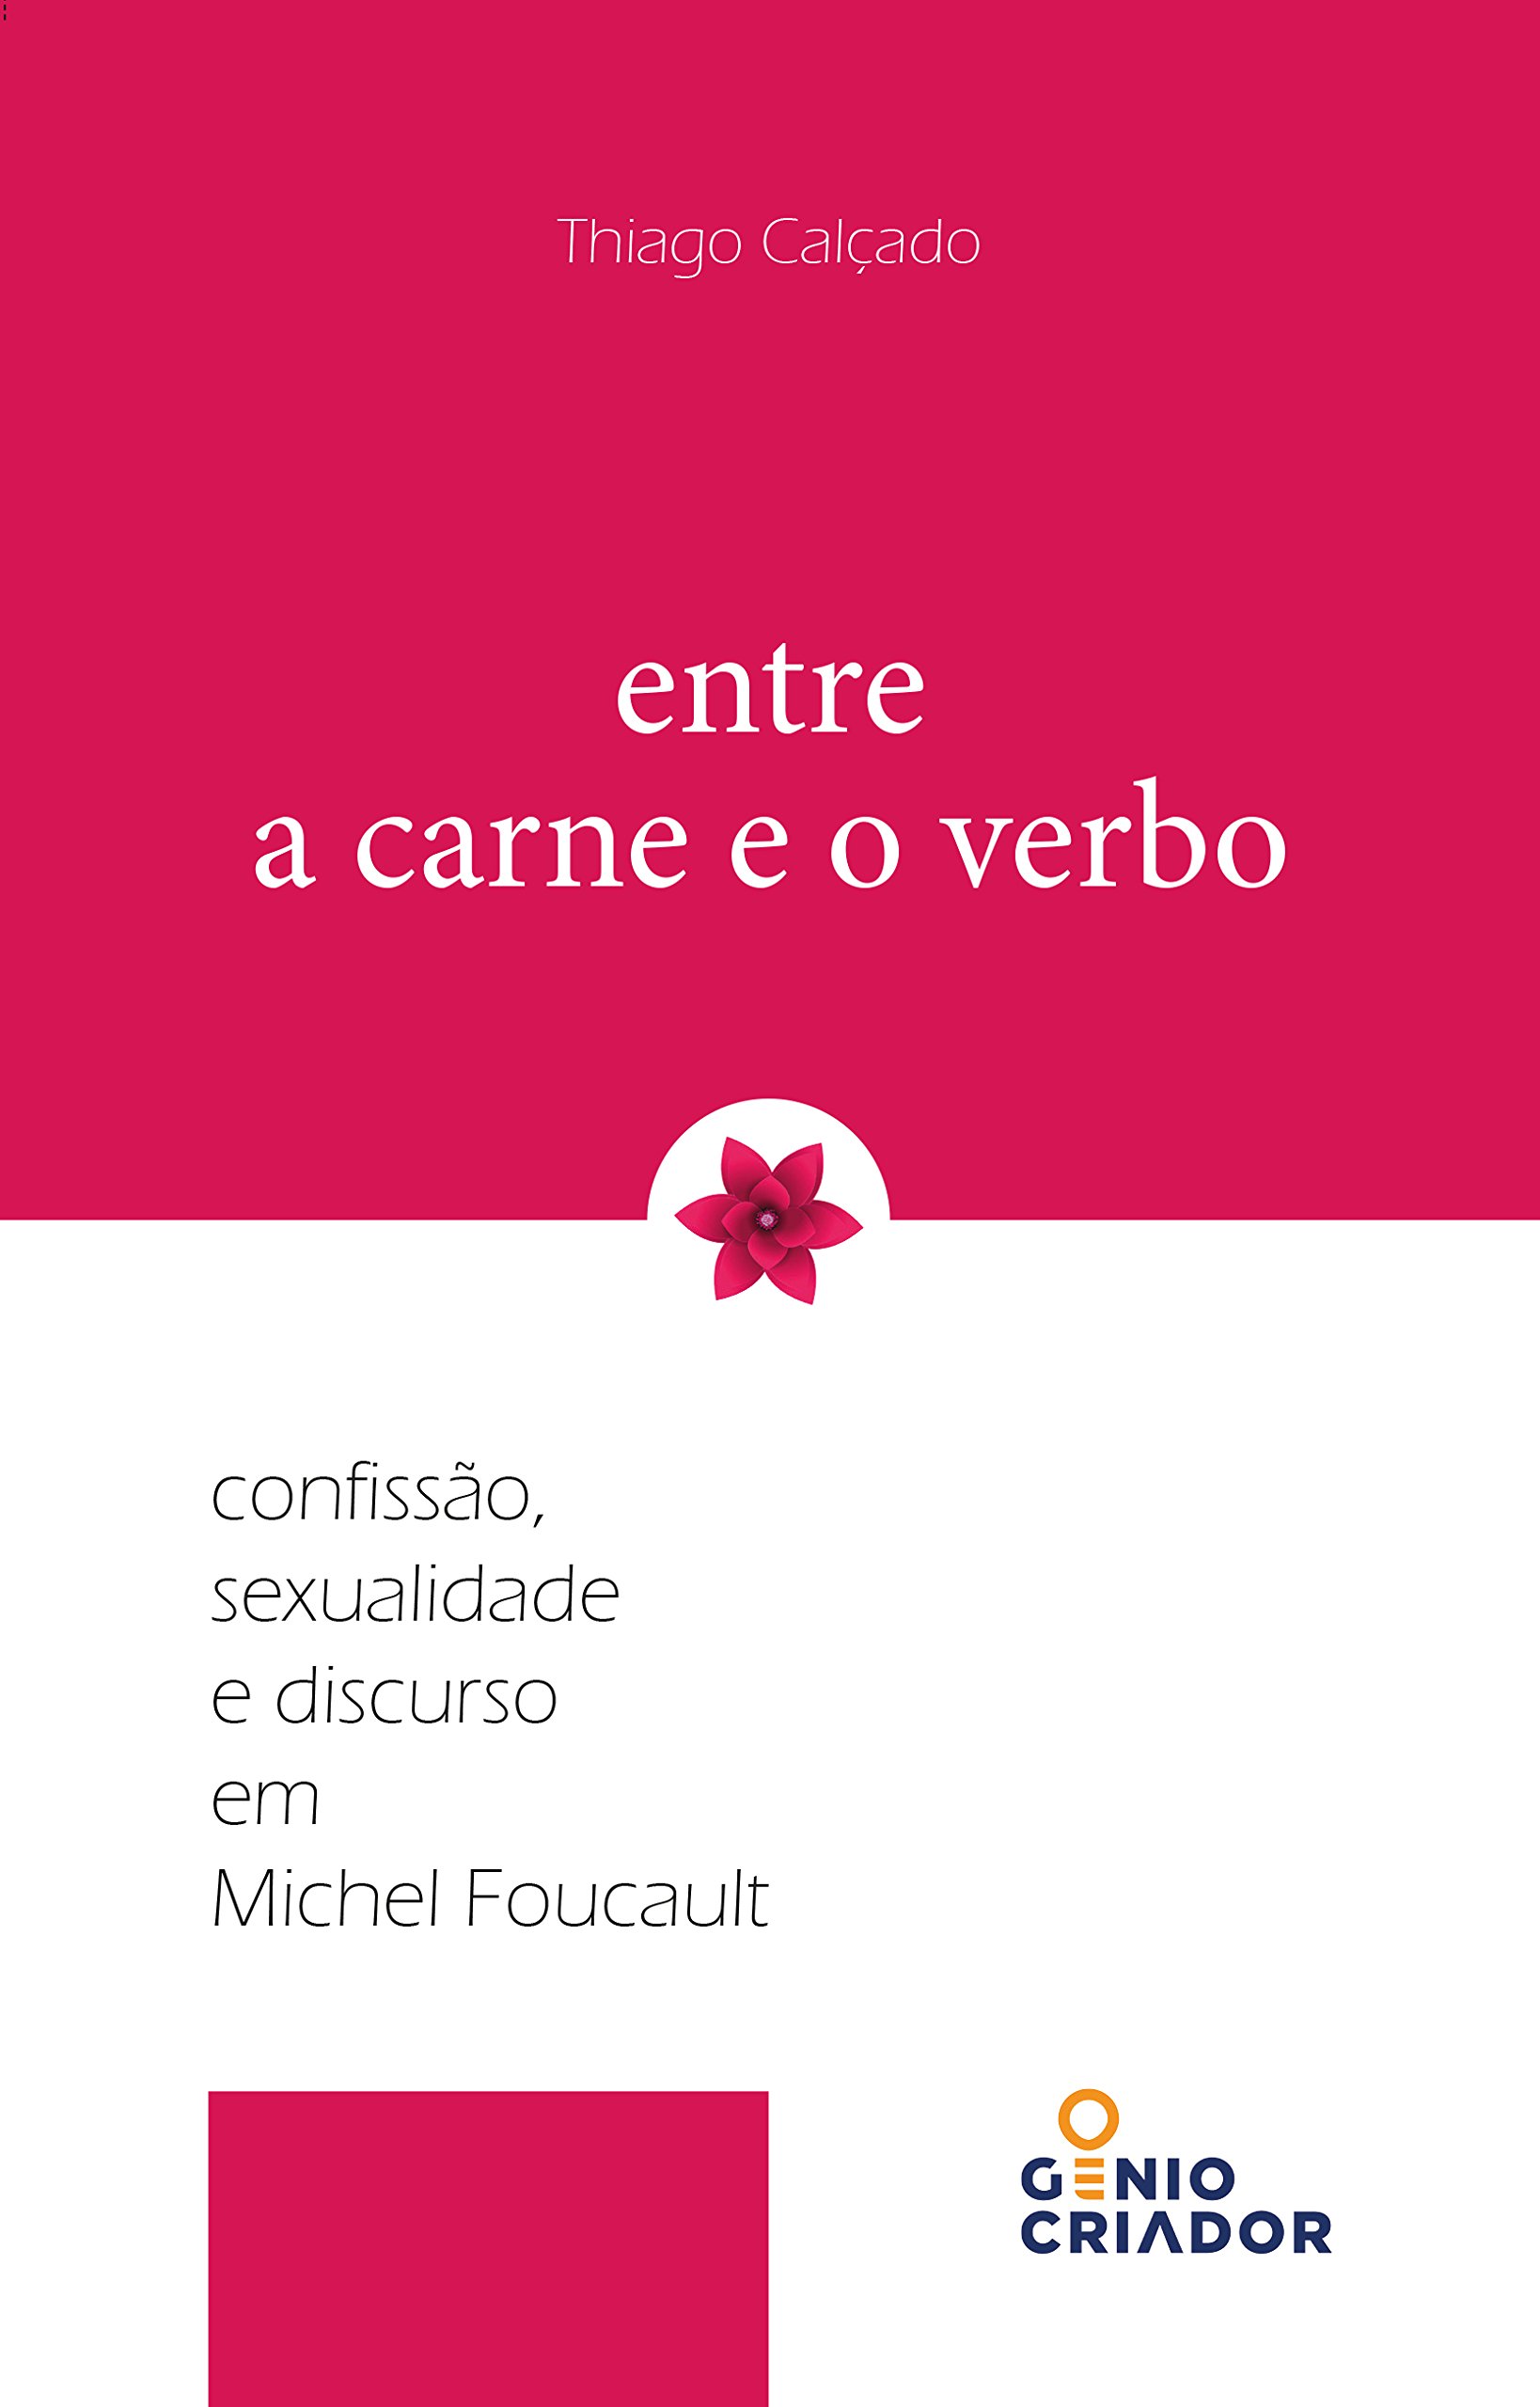 Thiago Calçado
entre
a carne e o verbo
confissão,
sexualidade
e discurso
em
Michel Foucault
GENIO
CRIADOR